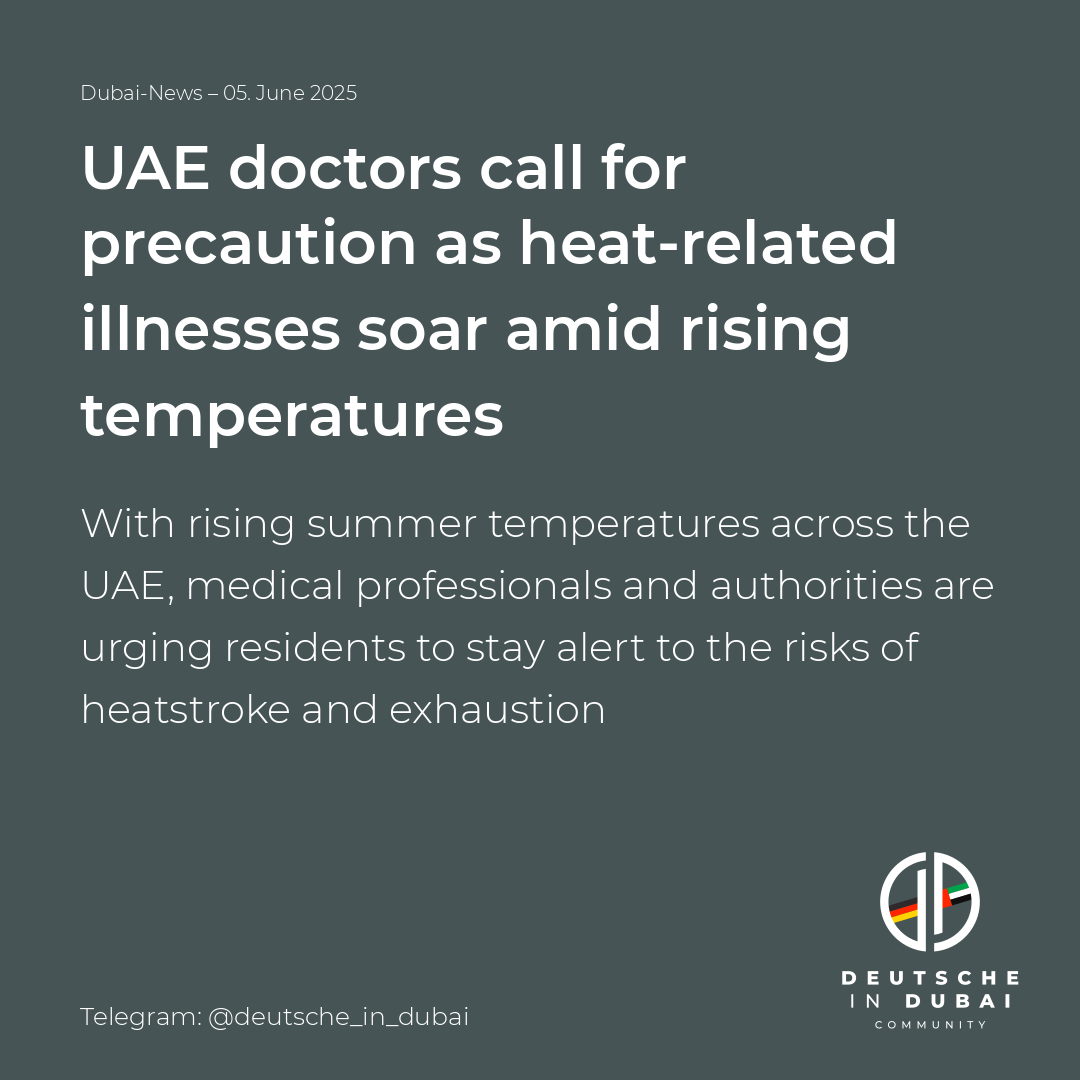 Dubai-News – 05. June 2025
UAE doctors call for
precaution as heat-related
illnesses soar amid rising
temperatures
With rising summer temperatures across the
UAE, medical professionals and authorities are
urging residents to stay alert to the risks of
heatstroke and exhaustion
DEUTSCHE
IN DUBAI
COMMUNITY
Telegram: @deutsche_in_dubai